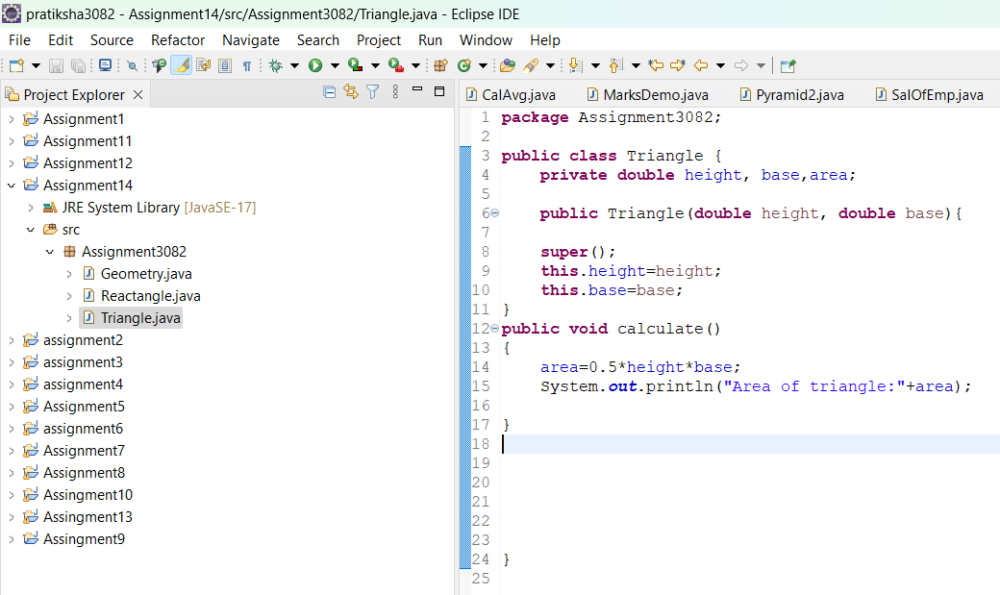 pratiksha3082 - Assignment14/src/Assignment3082/Triangle.java - Eclipse IDE
File Edit Source Refactor Navigate Search Project Run Window Help
Project Explorer
CalAvg.java MarksDemo.java Pyramid2.java SalOfEmp.java
Assignment1
Assignment11
Assignment12
Assignment14
JRE System Library [JavaSE-17]
src
Assignment3082
Geometry.java
Reactangle.java
Triangle.java
assignment2
assignment3
assignment4
Assignment5
assignment6
Assignment7
Assignment8
Assingment10
Assingment13
Assingment9
1 package Assignment3082;
2
3 public class Triangle {
4 private double height, base,area;
5
6 public Triangle(double height, double base){
7
8 super();
9 this.height=height;
10 this.base=base;
11 }
12 public void calculate()
13 {
14 area=0.5*height*base;
15 System.out.println("Area of triangle:"+area);
16
17 }
18
19
20
21
22
23
24 }
25